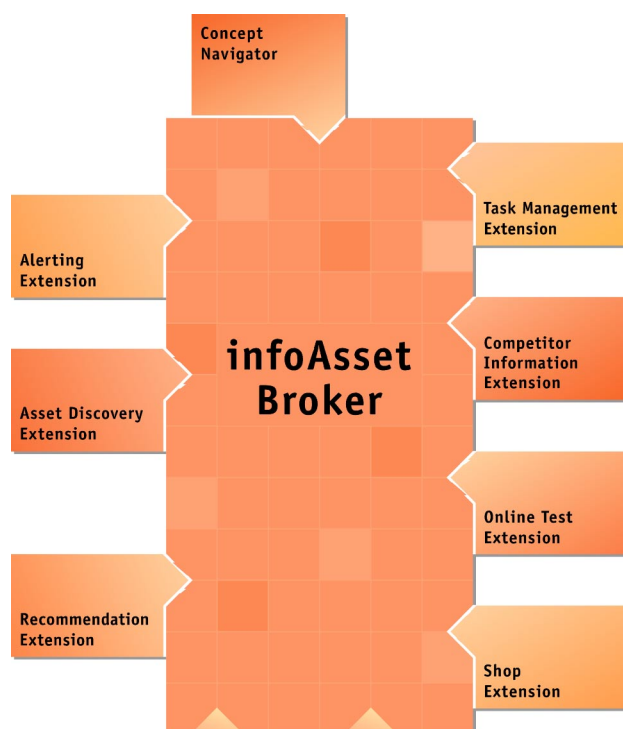 Concept
Navigator
Task Management
Extension
Alerting
Extension
infoAsset
Broker
Competitor
Information
Extension
Asset Discovery
Extension
Online Test
Extension
Recommendation
Extension
Shop
Extension